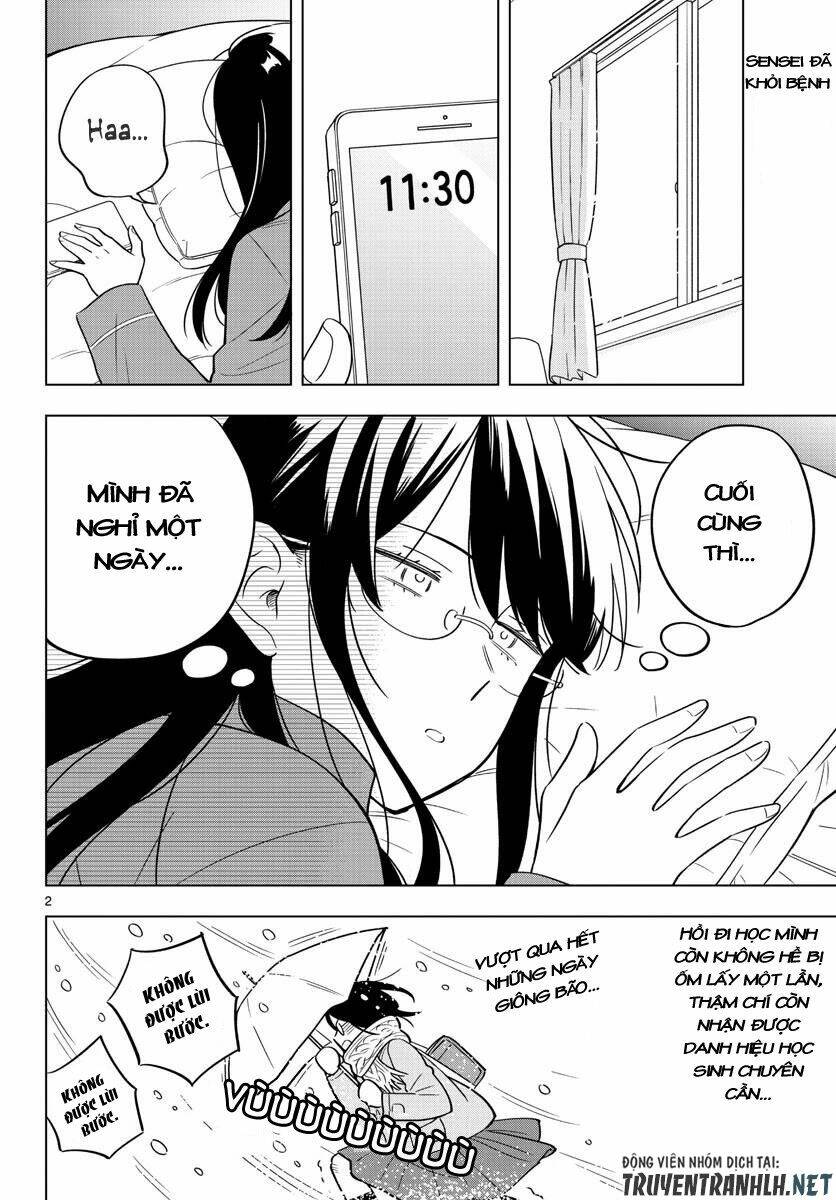 SENSEI ĐÃ
KHỎI BỆNH
11:30
Haa...
CUỐI
CÙNG
THÌ...
MÌNH ĐÃ
NGHỈ MỘT
NGÀY...
2
HỒI ĐI HỌC MÌNH
CÒN KHÔNG HỀ BỊ
ỐM LẤY MỘT LẦN,
THẬM CHÍ CÒN
NHẬN ĐƯỢC
DANH HIỆU HỌC
SINH CHUYÊN
CẦN...
VƯỢT QUA HẾT
NHỮNG NGÀY
GIÔNG BÃO...
KHÔNG
ĐƯỢC LÙI
BƯỚC.
KHÔNG
ĐƯỢC LÙI
BƯỚC.
VÙÙÙÙÙÙÙÙÙ
ĐỘNG VIÊN NHÓM DỊCH TẠI:
TRUYENTRANHLH.NET